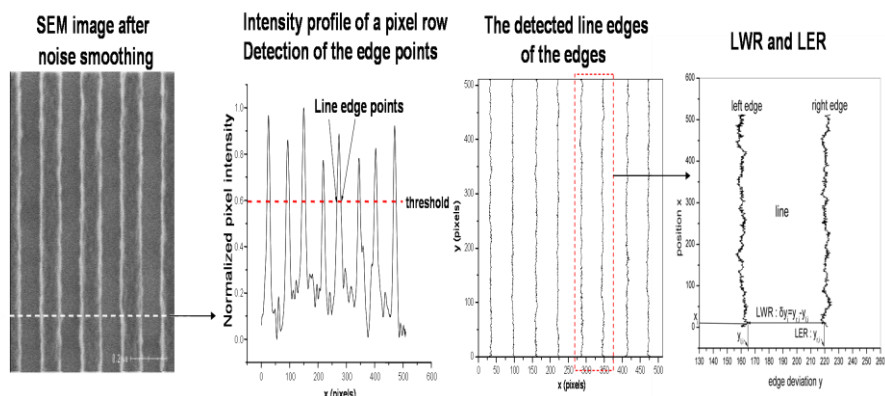 SEM image after
noise smoothing
0.2
Intensity profile of a pixel row
Detection of the edge points
Line edge points
threshold
Normalized pixel intensity
1.0
0.8
0.6
0.4
0.2
0.0
0 100 200 300 400 500 600
x (pixels)
The detected line edges
of the edges
y (pixels)
500
400
300
200
100
0
0 50 100 150 200 250 300 350 400 450 500
x (pixels)
LWR and LER
position x
600
500
400
300
200
100
0
x
left edge
right edge
line
LWR : δy
LER : y
130 140 150 160 170 180 190 200 210 220 230 240 250 260
edge deviation y